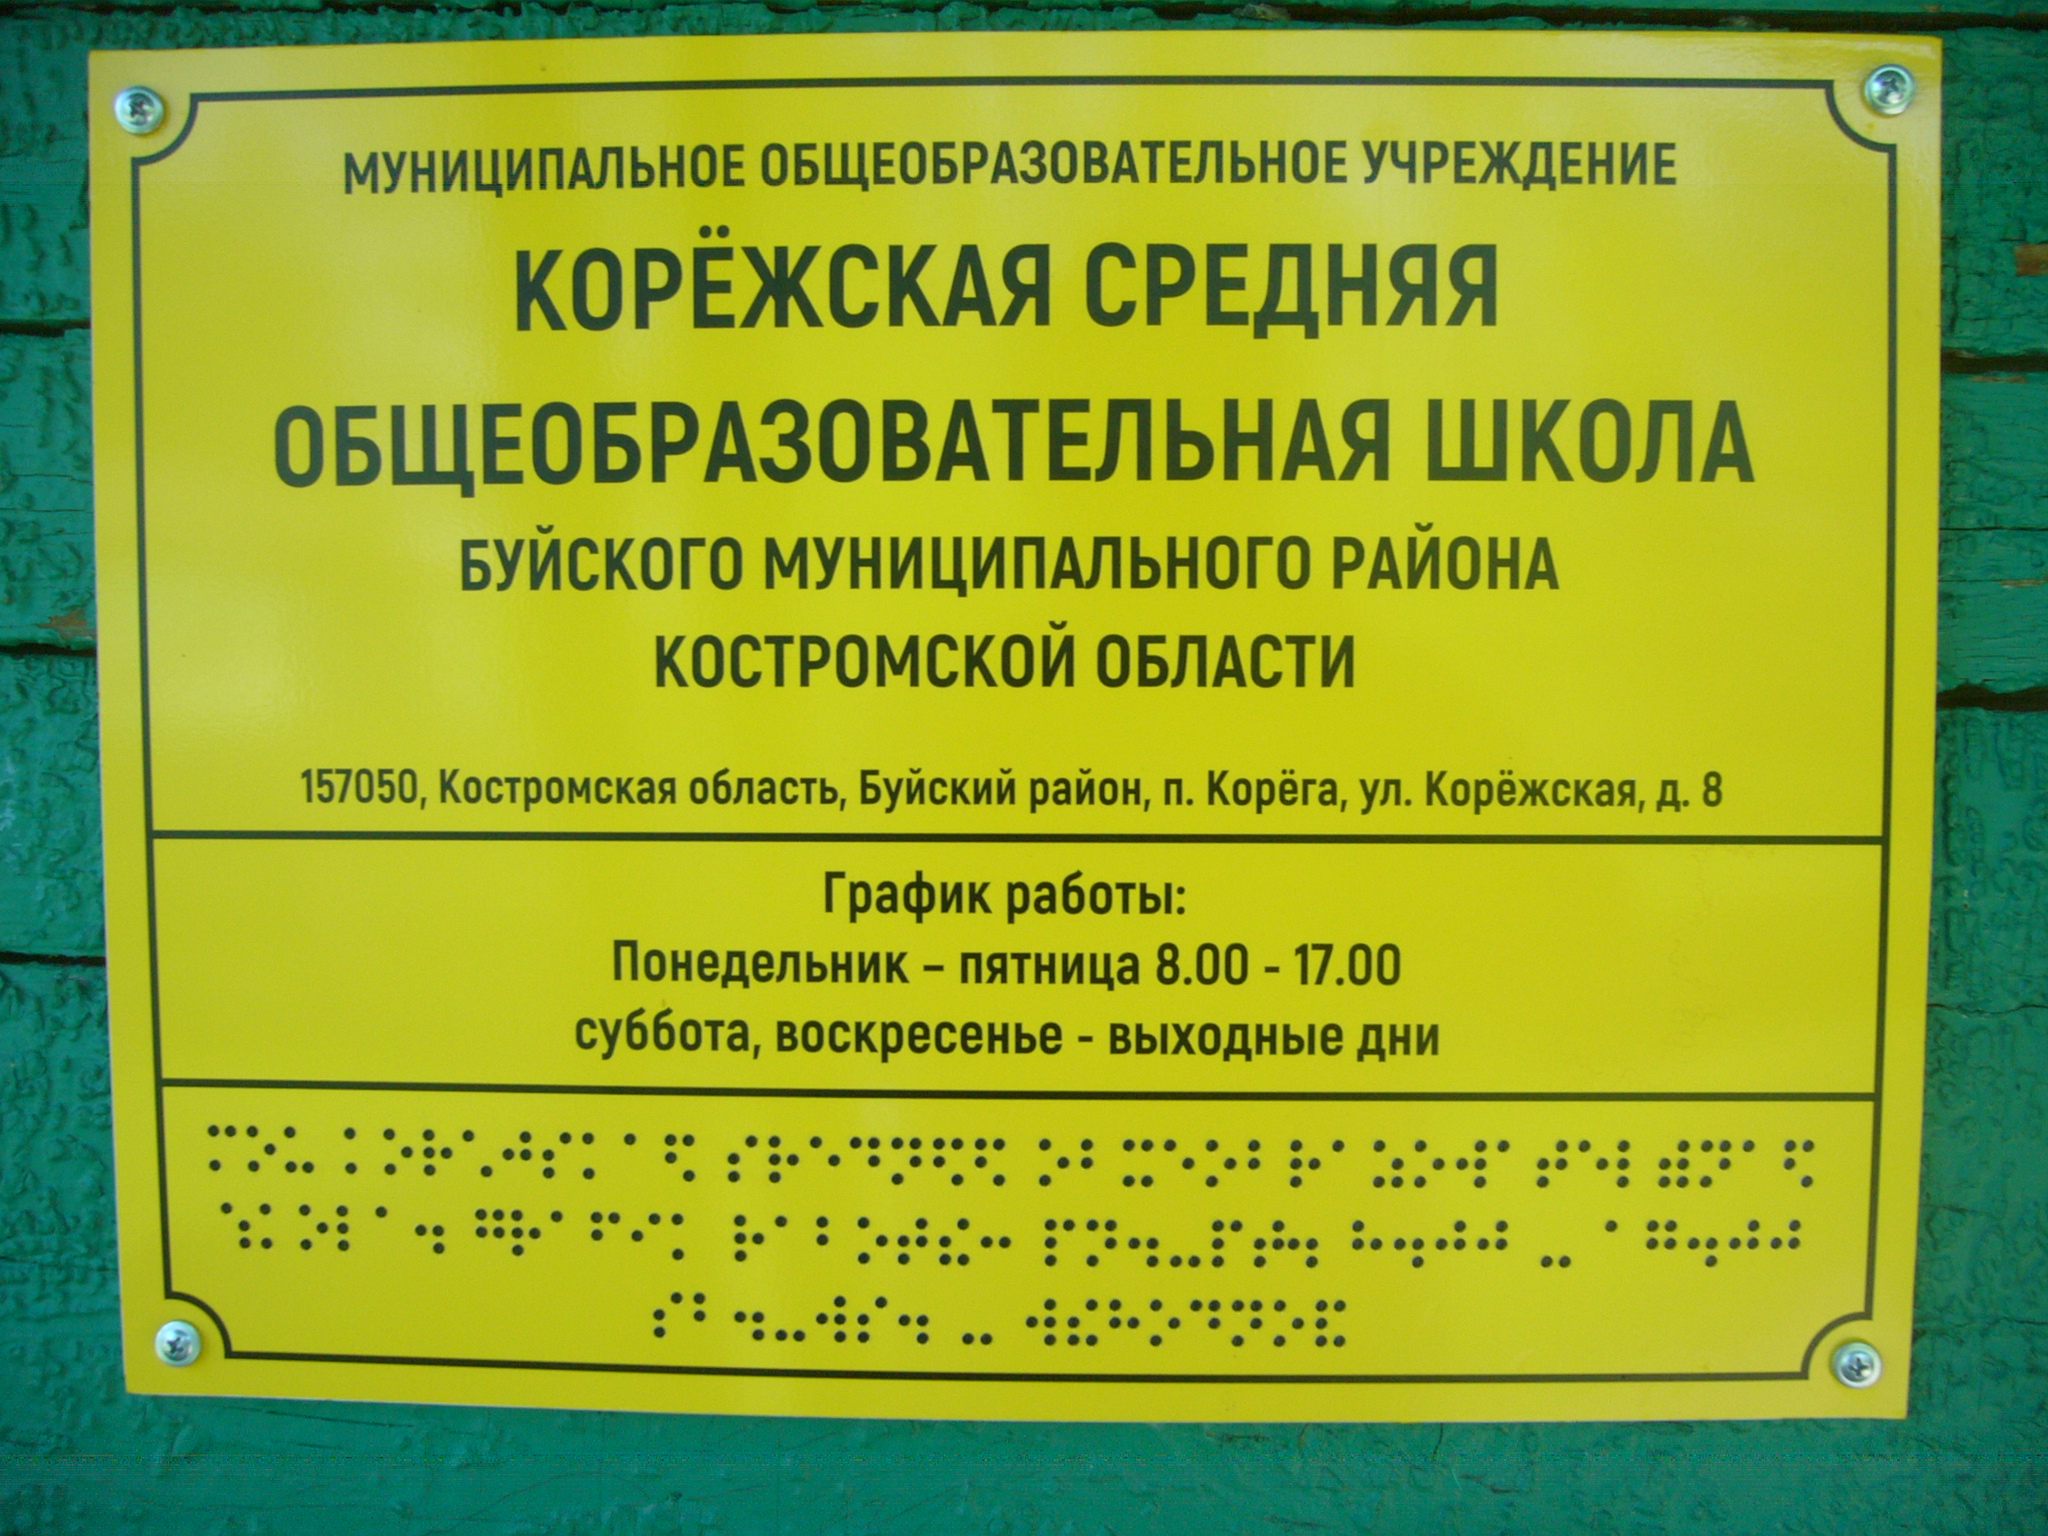 МУНИЦИПАЛЬНОЕ ОБЩЕОБРАЗОВАТЕЛЬНОЕ УЧРЕЖДЕНИЕ
КОРЁЖСКАЯ СРЕДНЯЯ
ОБЩЕОБРАЗОВАТЕЛЬНАЯ ШКОЛА
БУЙСКОГО МУНИЦИПАЛЬНОГО РАЙОНА
КОСТРОМСКОЙ ОБЛАСТИ
157050, Костромская область, Буйский район, п. Корёга, ул. Корёжская, д. 8
График работы:
Понедельник – пятница 8.00 - 17.00
суббота, воскресенье - выходные дни